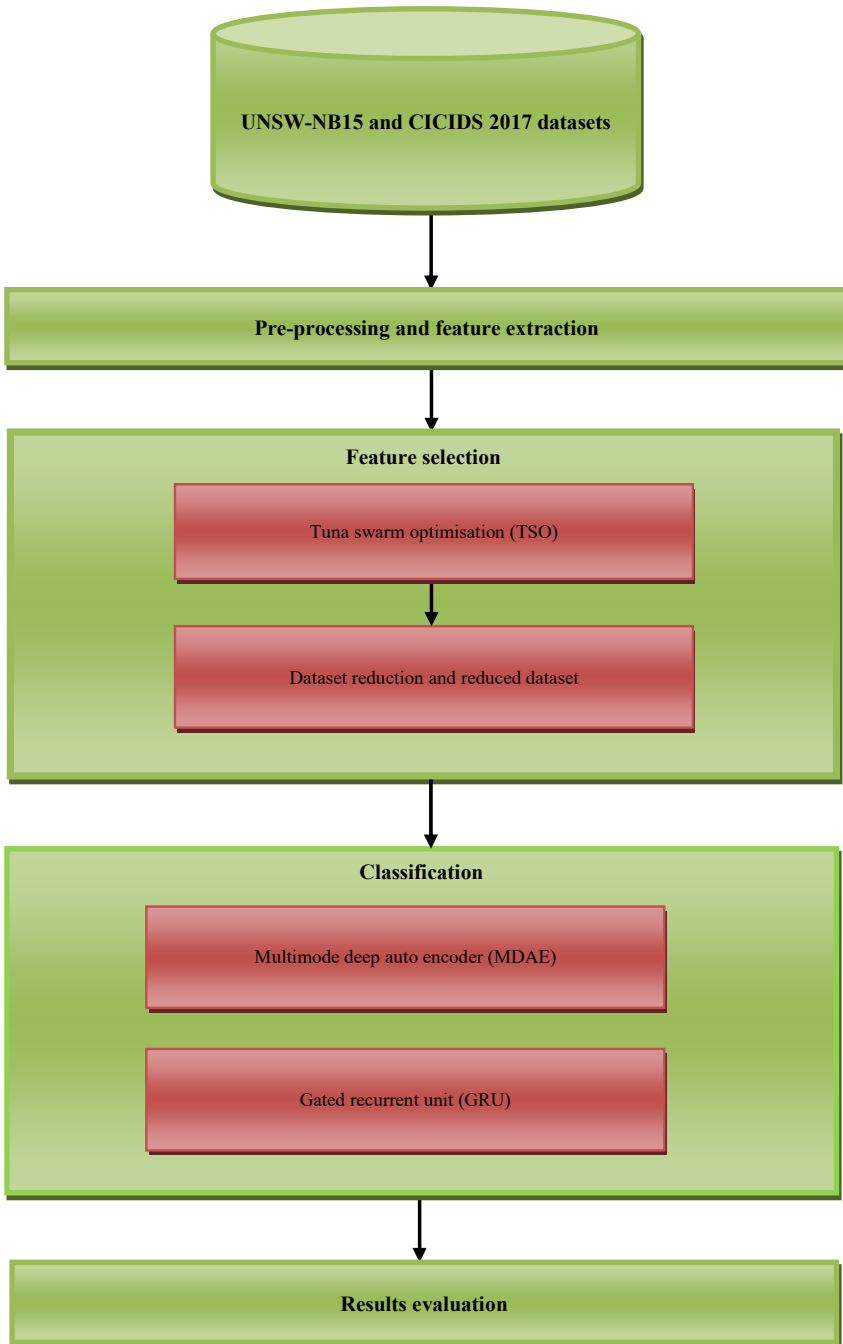 UNSW-NB15 and CICIDS 2017 datasets
Pre-processing and feature extraction
Feature selection
Tuna swarm optimisation (TSO)
Dataset reduction and reduced dataset
Classification
Multimode deep auto encoder (MDAE)
Gated recurrent unit (GRU)
Results evaluation